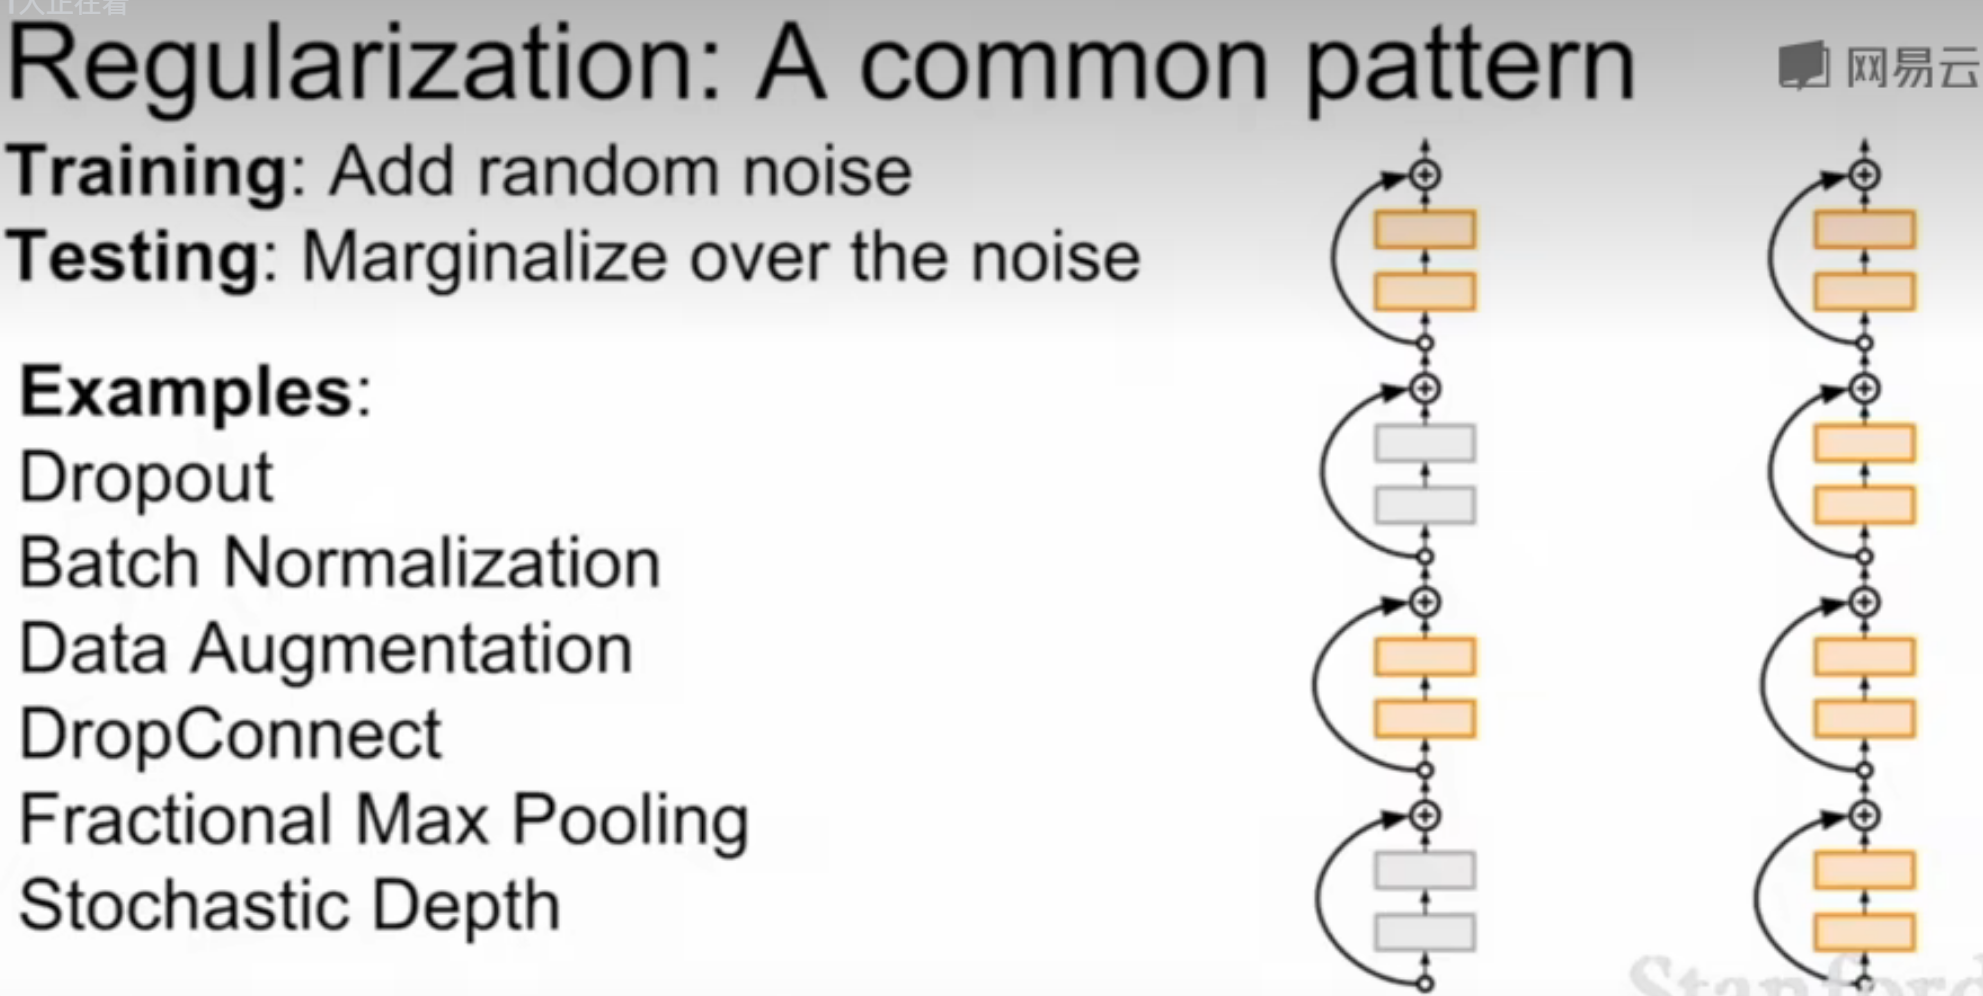 1人正在看
Regularization: A common pattern
网易云
Training: Add random noise
Testing: Marginalize over the noise
Examples:
Dropout
Batch Normalization
Data Augmentation
DropConnect
Fractional Max Pooling
Stochastic Depth
Stanford